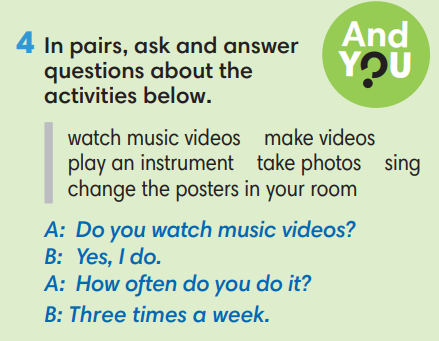 4 In pairs, ask and answer
questions about the
activities below.
And
YOU
?
watch music videos make videos
play an instrument take photos sing
change the posters in your room
A: Do you watch music videos?
B: Yes, I do.
A: How often do you do it?
B: Three times a week.